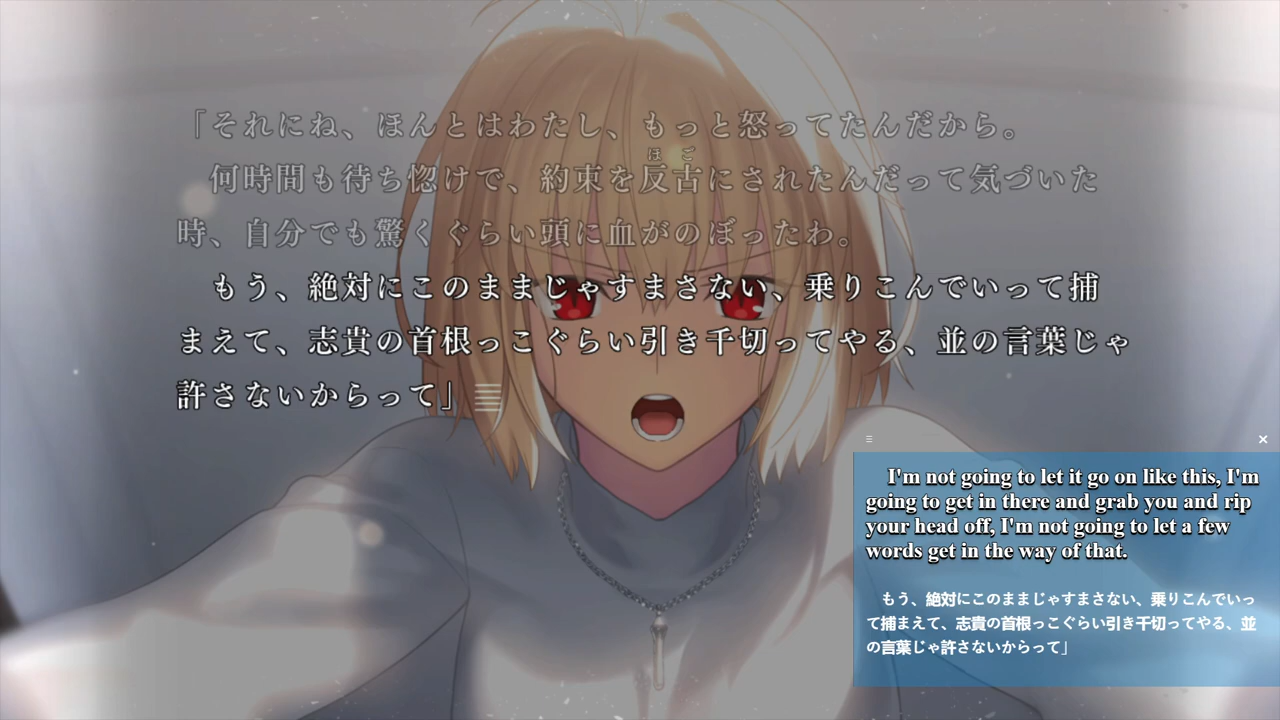 「それにね、ほんとはわたし、もっと怒ってたんだから。
何時間も待ち惚けで、約束を反古にされたんだって気づいた
ほご
時、自分でも驚くぐらい頭に血がのぼったわ。
もう、絶対にこのままじゃすまさない、乗りこんでいって捕
まえて、志貴の首根っこぐらい引き千切ってやる、並の言葉じゃ
許さないからって」
I'm not going to let it go on like this, I'm
going to get in there and grab you and rip
your head off, I'm not going to let a few
words get in the way of that.
もう、絶対にこのままじゃすまさない、乗りこんでいっ
て捕まえて、志貴の首根っこぐらい引き千切ってやる、並
の言葉じゃ許さないからって」